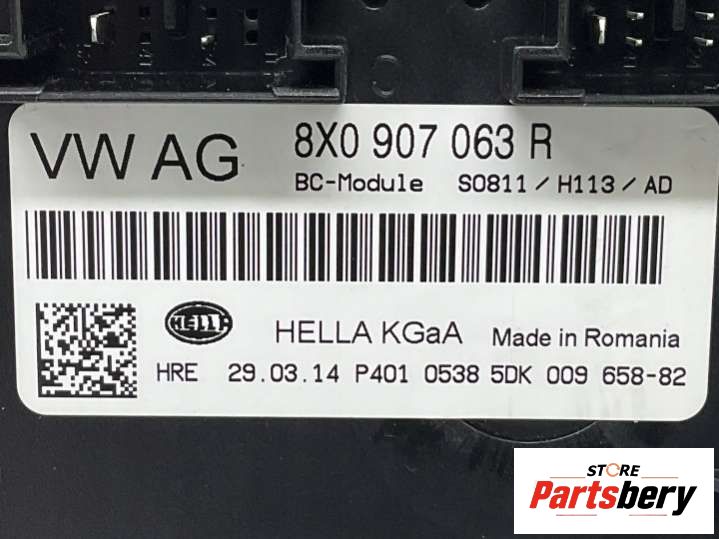 VW AG
8X0 907 063 R
BC-Module S0811/H113/AD
HELLA
HELLA KGaA Made in Romania
HRE 29.03.14 P401 0538 5DK 009 658-82
STORE
Partsbery